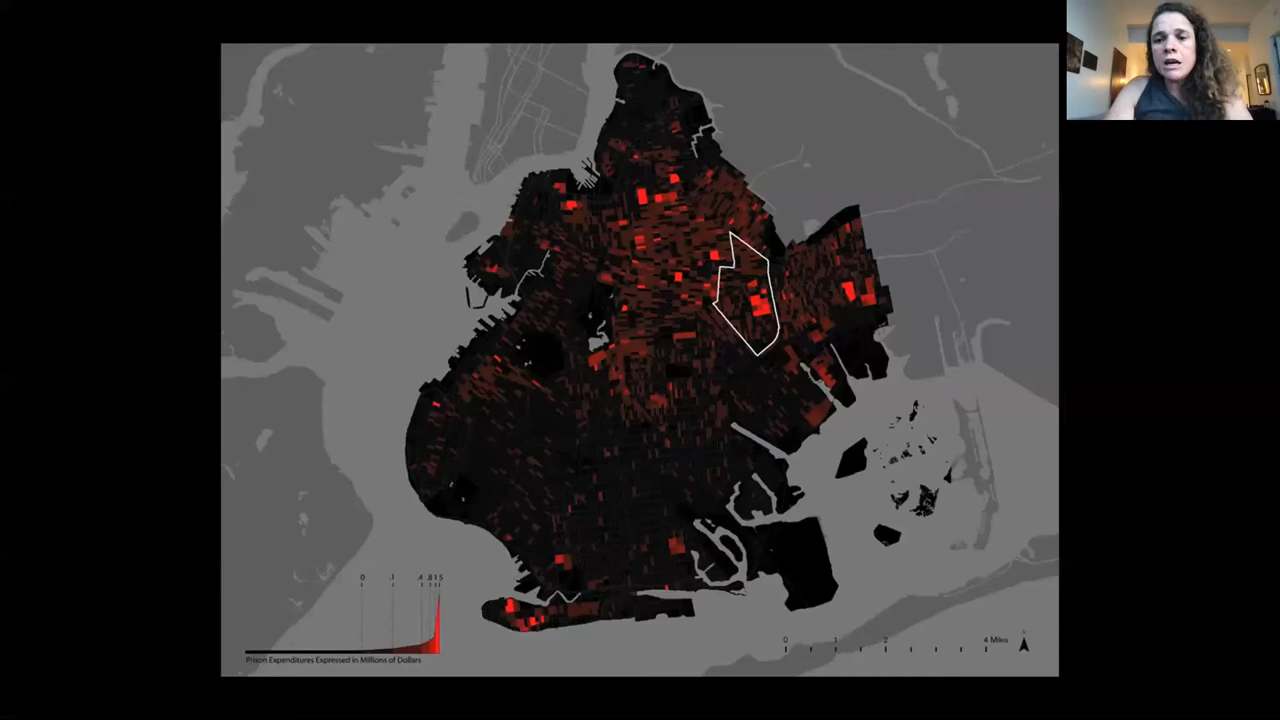 0 .1 .4 .8 1 5
Prison Expenditures Expressed in Millions of Dollars
0 1 2 4 Miles